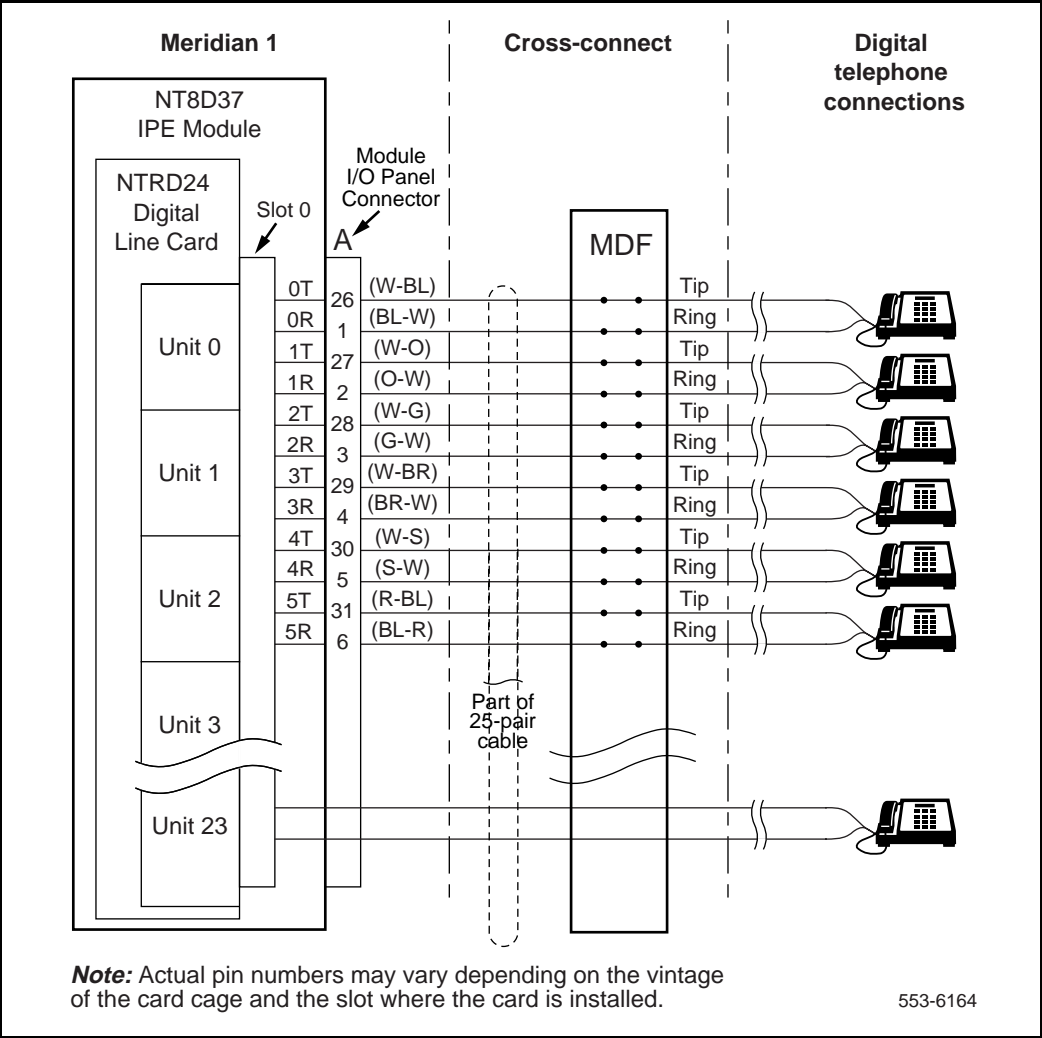 Meridian 1
Cross-connect
Digital
telephone
connections
NT8D37
IPE Module
Module
I/O Panel
Connector
NTRD24
Digital
Line Card
Slot 0
A
MDF
0T 26 (W-BL) Tip
0R 1 (BL-W) Ring
Unit 0
1T 27 (W-O) Tip
1R 2 (O-W) Ring
2T 28 (W-G) Tip
2R 3 (G-W) Ring
Unit 1
3T 29 (W-BR) Tip
3R 4 (BR-W) Ring
4T 30 (W-S) Tip
4R 5 (S-W) Ring
Unit 2
5T 31 (R-BL) Tip
5R 6 (BL-R) Ring
Part of
25-pair
cable
Unit 3
Unit 23
Note: Actual pin numbers may vary depending on the vintage
of the card cage and the slot where the card is installed.
553-6164